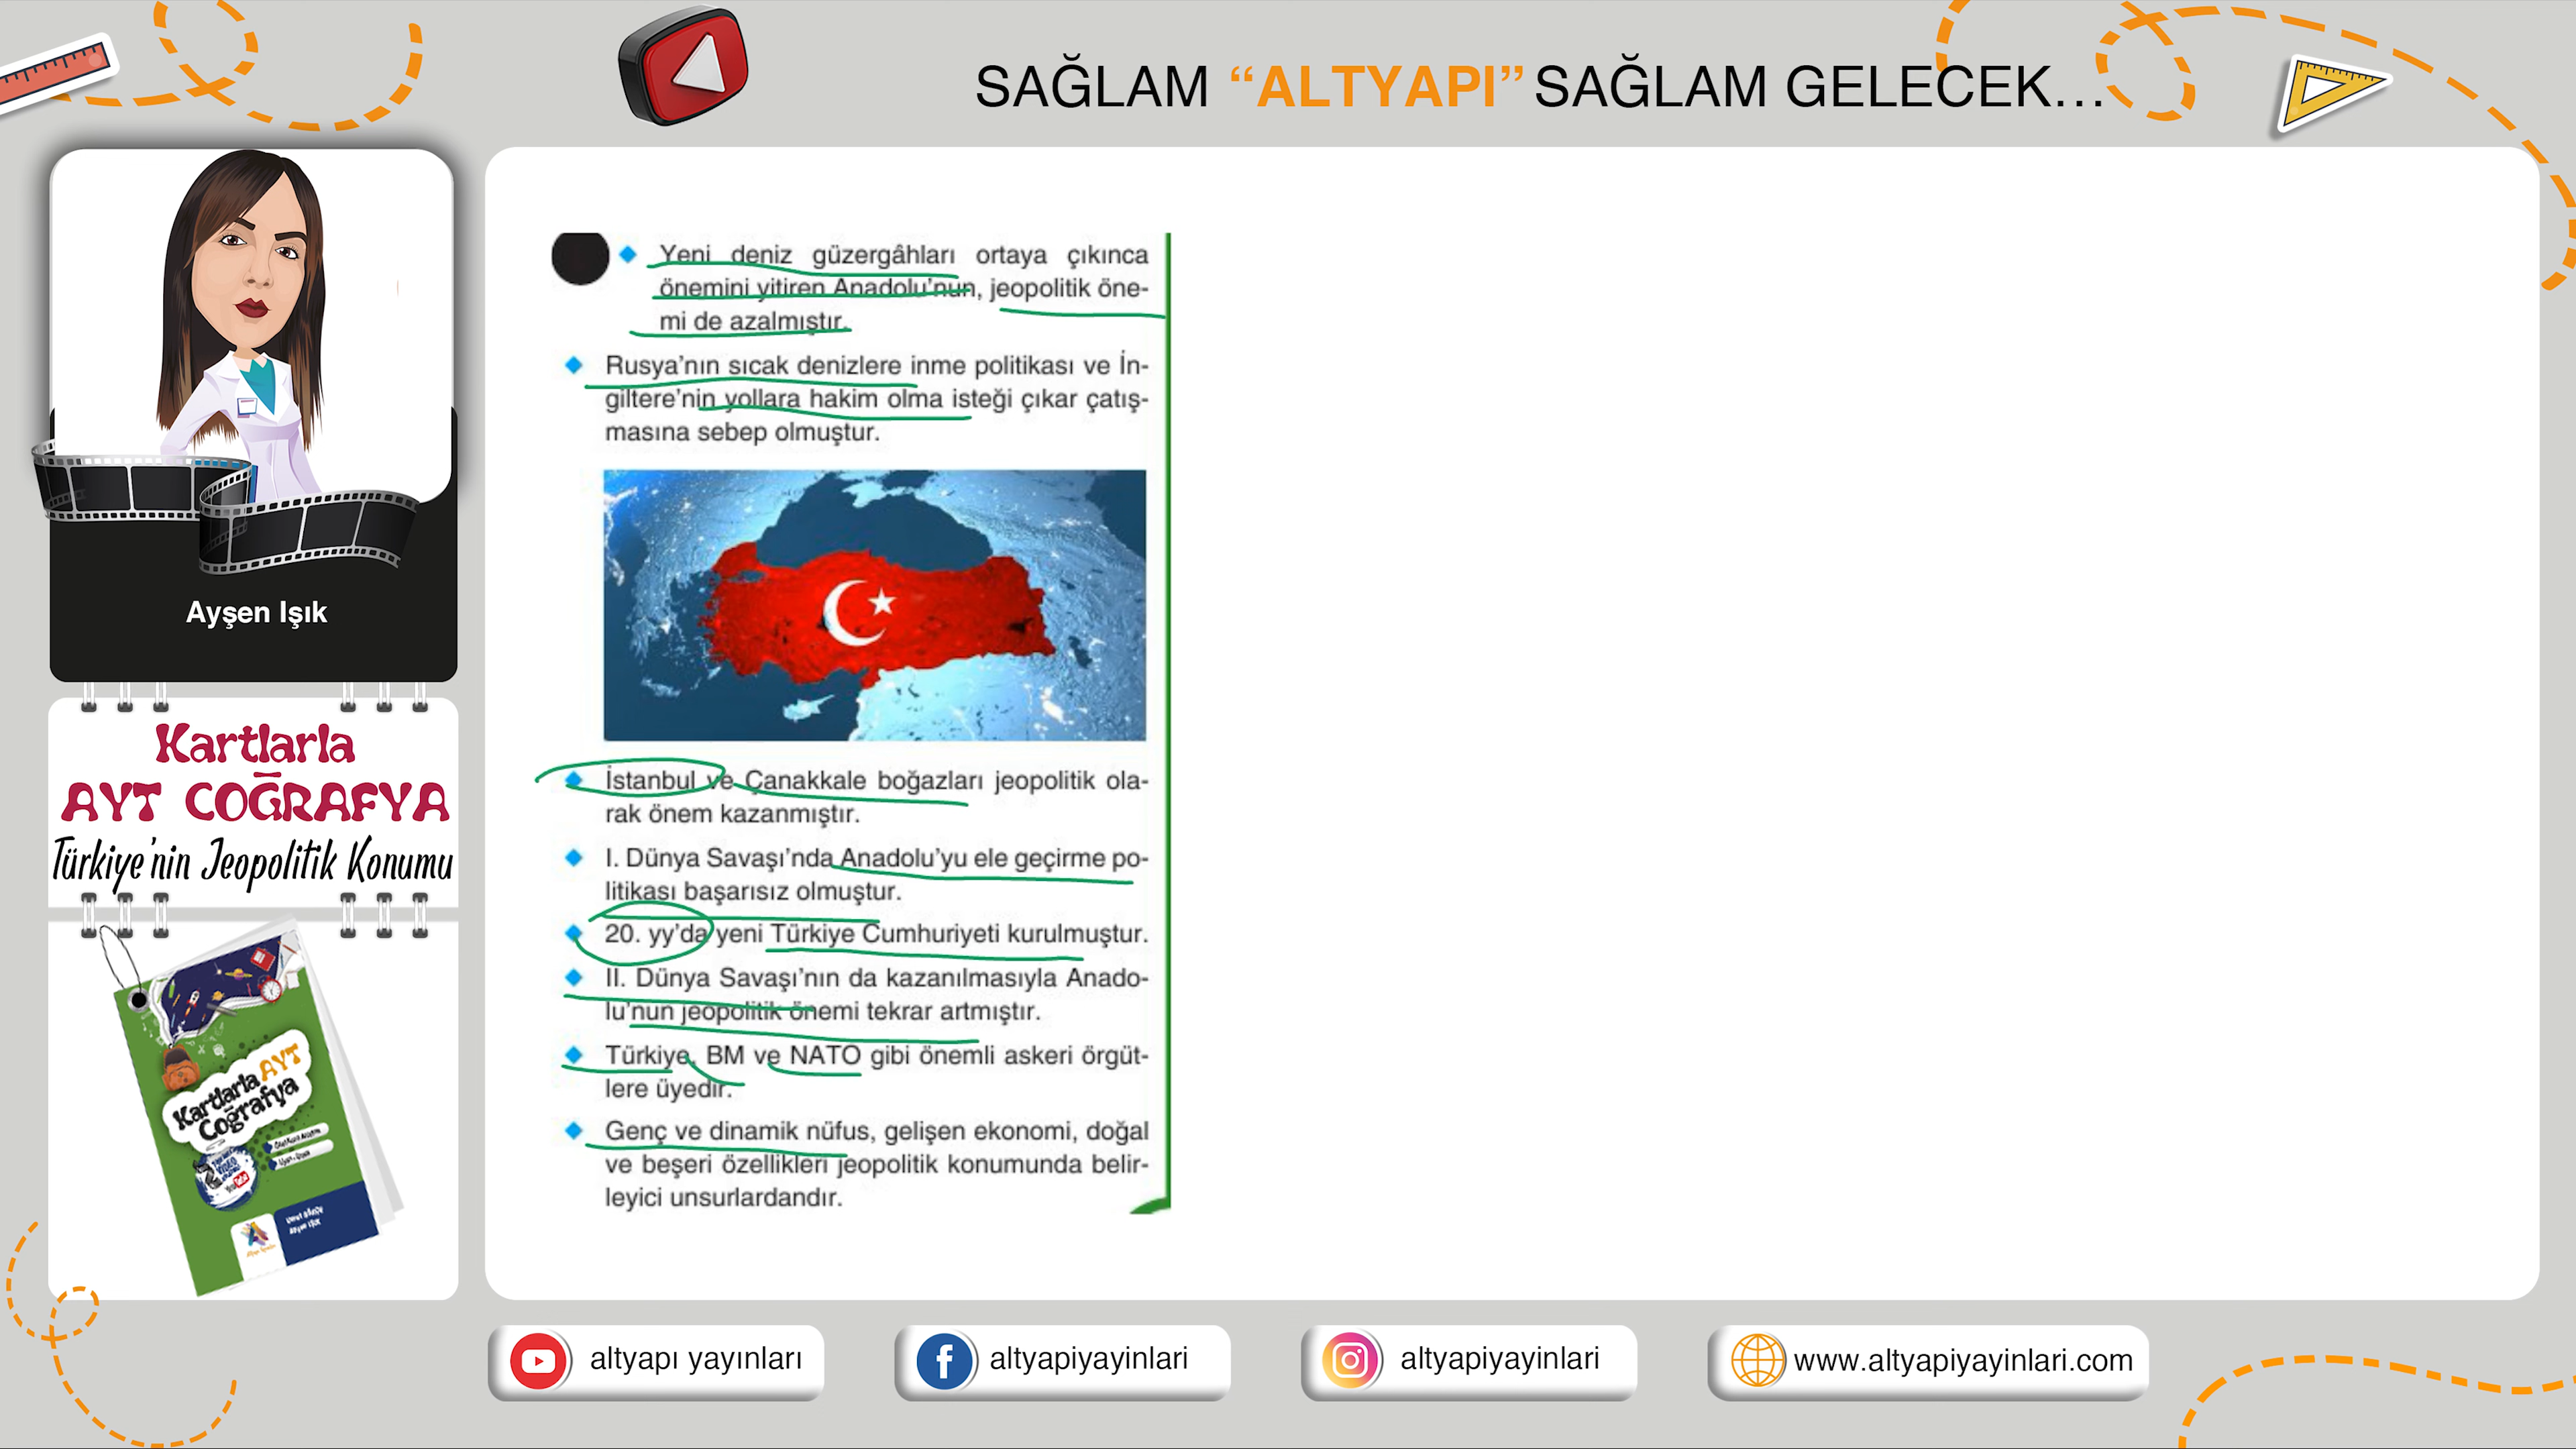 SAĞLAM “ALTYAPI” SAĞLAM GELECEK...
Ayşen Işık
Kartlarla
AYT COĞRAFYA
Türkiye'nin Jeopolitik Konumu
Kartlarla AYT
Coğrafya
Yeni deniz güzergâhları ortaya çıkınca
önemini yitiren Anadolu'nun, jeopolitik öne-
mi de azalmıştır.
Rusya'nın sıcak denizlere inme politikası ve İn-
giltere'nin yollara hakim olma isteği çıkar çatış-
masına sebep olmuştur.
İstanbul ve Çanakkale boğazları jeopolitik ola-
rak önem kazanmıştır.
I. Dünya Savaşı'nda Anadolu'yu ele geçirme po-
litikası başarısız olmuştur.
20. yy'da yeni Türkiye Cumhuriyeti kurulmuştur.
II. Dünya Savaşı'nın da kazanılmasıyla Anado-
lu'nun jeopolitik önemi tekrar artmıştır.
Türkiye, BM ve NATO gibi önemli askeri örgüt-
lere üyedir.
Genç ve dinamik nüfus, gelişen ekonomi, doğal
ve beşeri özellikleri jeopolitik konumunda belir-
leyici unsurlardandır.
altyapı yayınları
altyapiyayinlari
altyapiyayinlari
www.altyapiyayinlari.com